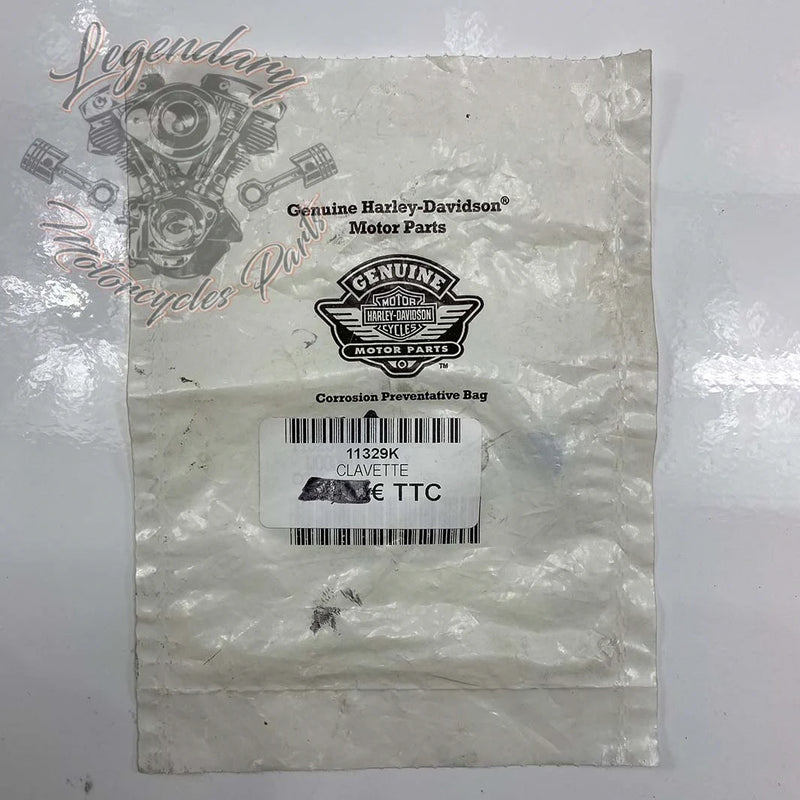 Legendary
Motorcycles Parts
Genuine Harley-Davidson®
Motor Parts
GENUINE
MOTOR
HARLEY-DAVIDSON
CYCLES
MOTOR PARTS
™
Corrosion Preventative Bag
11329K
CLAVETTE
€ TTC